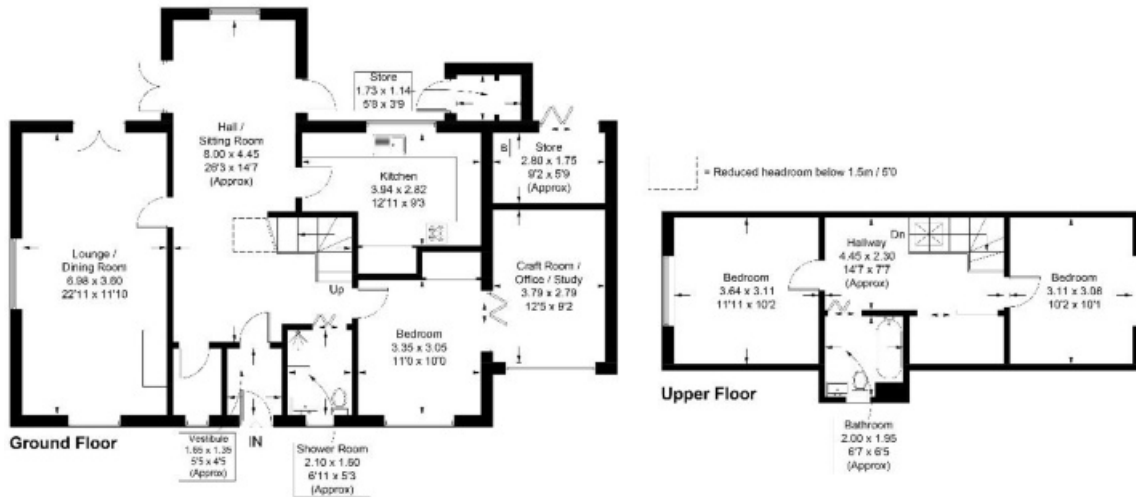 Store
1.73 x 1.14
5'8 x 3'9
Hall /
Sitting Room
8.00 x 4.45
26'3 x 14'7
(Approx)
B
Store
2.80 x 1.75
9'2 x 5'9
(Approx)
Kitchen
3.94 x 2.82
12'11 x 9'3
Lounge /
Dining Room
6.98 x 3.60
22'11 x 11'10
Up
Craft Room /
Office / Study
3.79 x 2.79
12'5 x 9'2
Bedroom
3.35 x 3.05
11'0 x 10'0
Ground Floor
Vestibule
1.65 x 1.35
5'5 x 4'5
(Approx)
IN
Shower Room
2.10 x 1.60
6'11 x 5'3
(Approx)
= Reduced headroom below 1.5m / 5'0
Dn
Hallway
4.45 x 2.30
14'7 x 7'7
(Approx)
Bedroom
3.64 x 3.11
11'11 x 10'2
Bedroom
3.11 x 3.08
10'2 x 10'1
Upper Floor
Bathroom
2.00 x 1.95
6'7 x 6'5
(Approx)